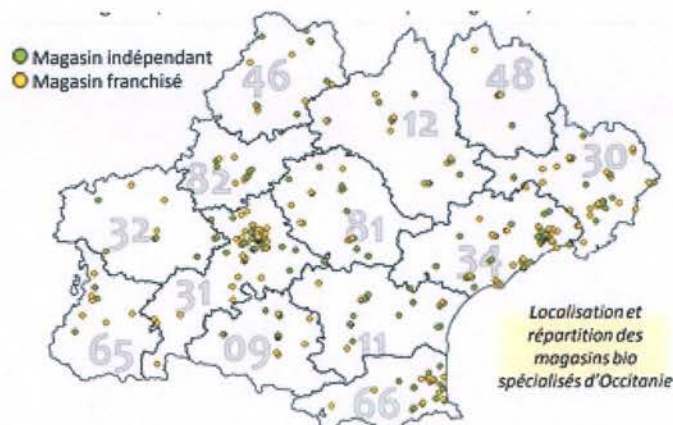 Magasin indépendant
Magasin franchisé
46
48
12
30
82
32
81
34
31
65
09
11
66
Localisation et
répartition des
magasins bio
spécialisés d'Occitanie